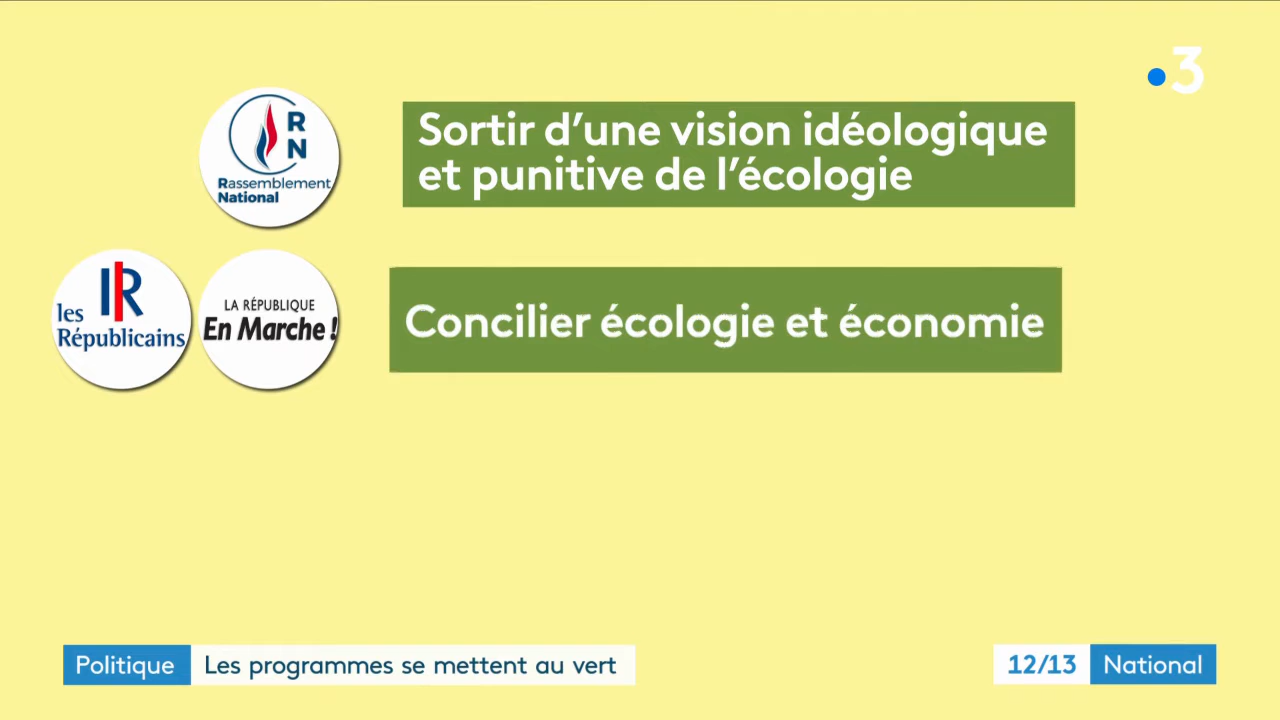 3
R
N
Rassemblement
National
Sortir d’une vision idéologique
et punitive de l’écologie
lR
les
Républicains
LA RÉPUBLIQUE
En Marche !
Concilier écologie et économie
Politique
Les programmes se mettent au vert
12/13
National